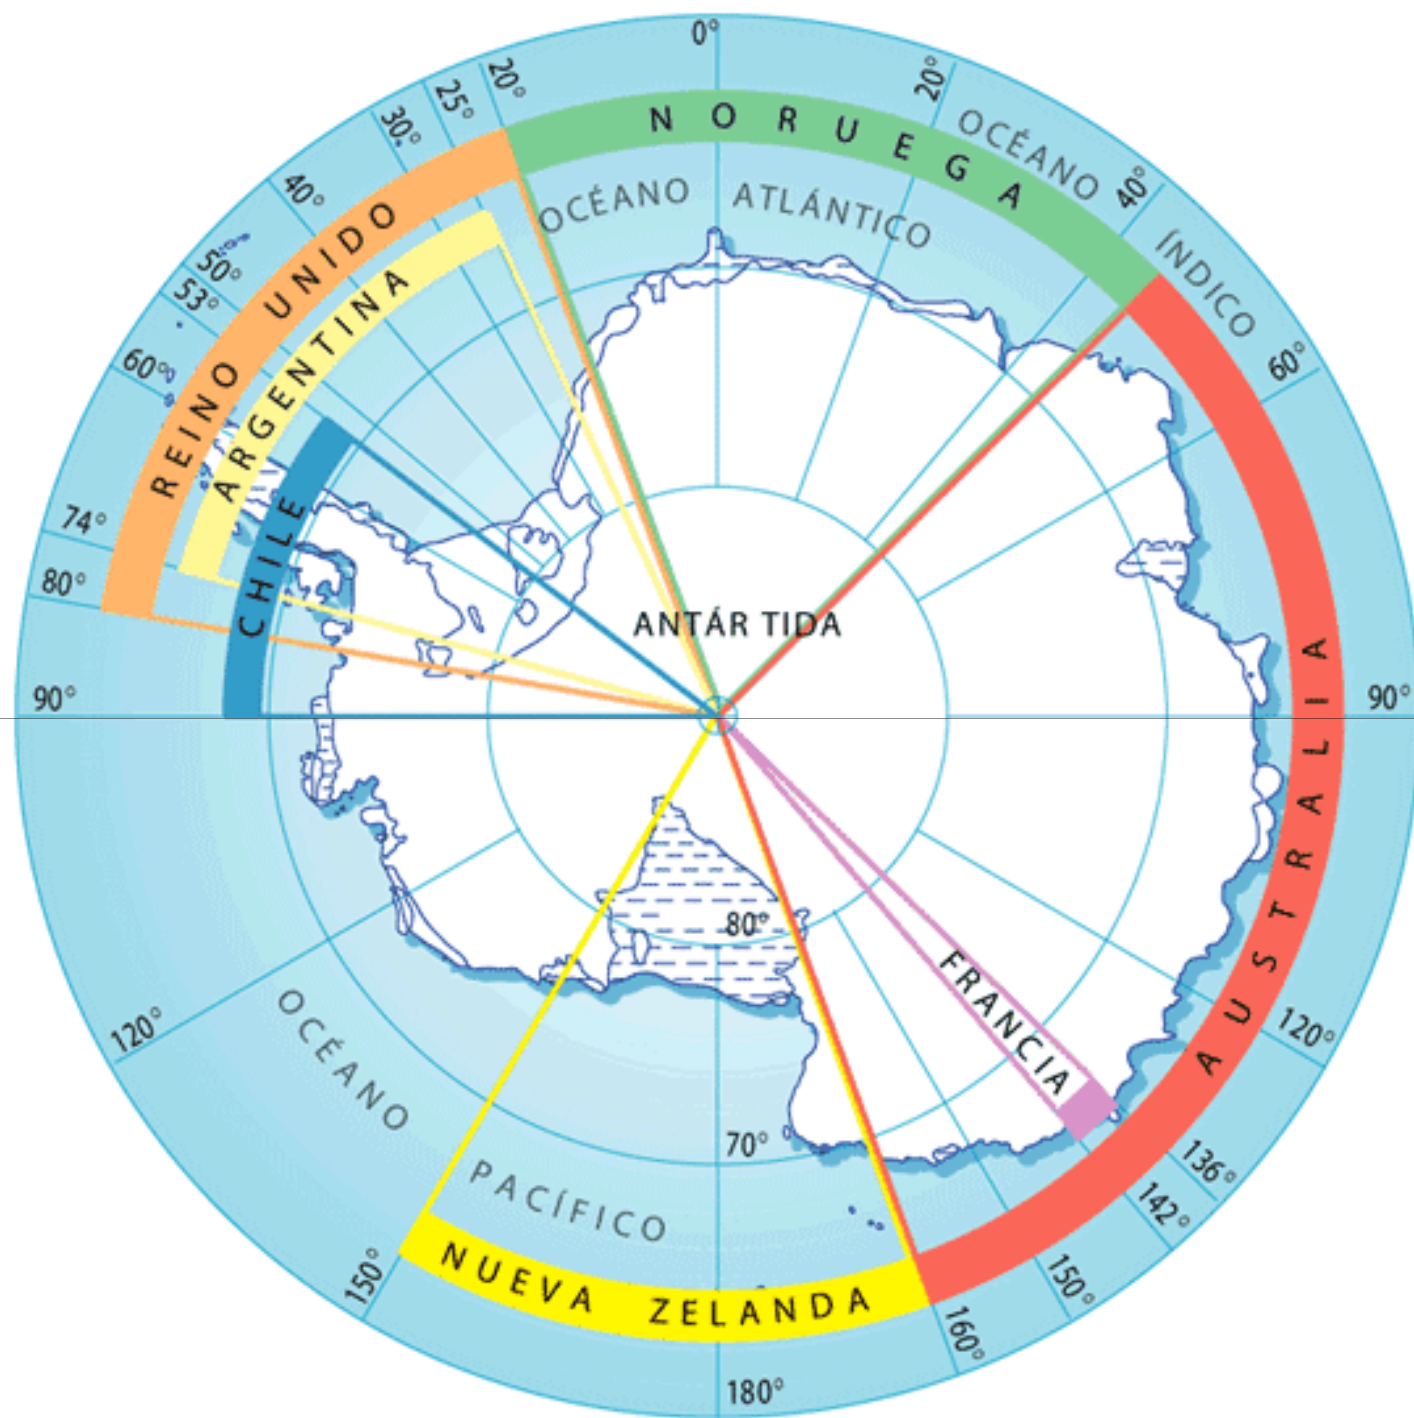 0°
20°
25°
30°
40°
50°
53°
60°
74°
80°
90°
120°
150°
180°
160°
150°
142°
136°
120°
90°
60°
40°
20°
NORUEGA
OCÉANO ATLÁNTICO
OCÉANO ÍNDICO
REINO UNIDO
ARGENTINA
CHILE
ANTÁR TIDA
AUSTRALIA
FRANCIA
80°
70°
OCÉANO PACÍFICO
NUEVA ZELANDA